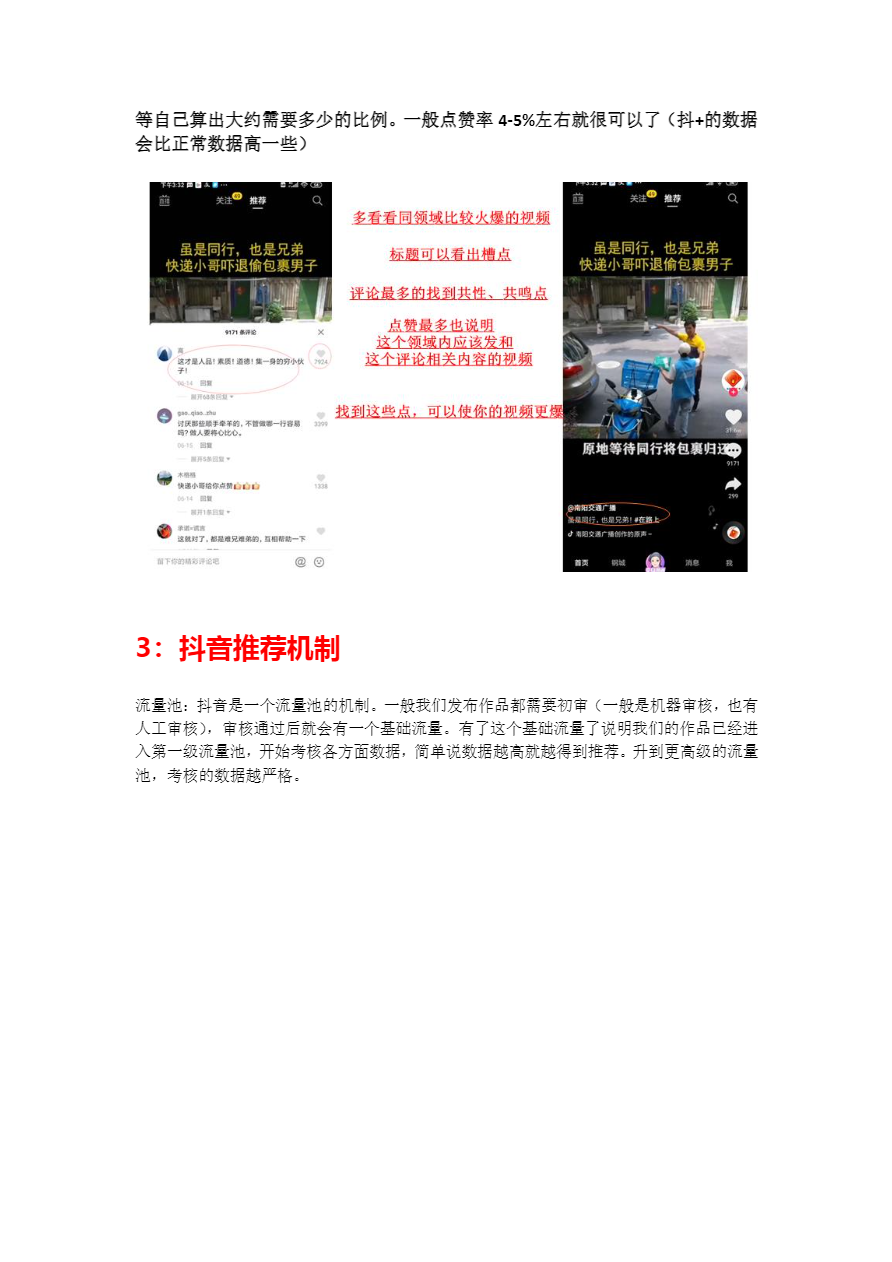 等自己算出大约需要多少的比例。一般点赞率 4-5%左右就很可以了（抖+的数据
会比正常数据高一些）
下午3:32
直播
关注
49
推荐
虽是同行，也是兄弟
快递小哥吓退偷包裹男子
9171 条评论
×
这才是人品！素质！道德！集一身的穷小伙
子！
7924
06-14 回复
展开68条回复
gao..qiao..zhu
讨厌那些顺手牵羊的，不管做哪一行容易
吗？做人要将心比心。
3399
06-15 回复
展开5条回复
木格格
快递小哥给你点赞👍👍👍
1338
06-14 回复
展开1条回复
这就对了，都是难兄难弟的，互相帮助一下
留下你的精彩评论吧
@
多看看同领域比较火爆的视频
标题可以看出槽点
评论最多的找到共性、共鸣点
点赞最多也说明
这个领域内应该发和
这个评论相关内容的视频
找到这些点，可以使你的视频更爆
下午3:32
直播
关注
49
推荐
虽是同行，也是兄弟
快递小哥吓退偷包裹男子
原地等待同行将包裹归还
9171
299
@南阳交通广播
虽是同行，也是兄弟！#在路上
南阳交通广播创作的原声
首页
同城
消息
我
3：抖音推荐机制
流量池：抖音是一个流量池的机制。一般我们发布作品都需要初审（一般是机器审核，也有
人工审核），审核通过后就会有一个基础流量。有了这个基础流量了说明我们的作品已经进
入第一级流量池，开始考核各方面数据，简单说数据越高就越得到推荐。升到更高级的流量
池，考核的数据越严格。